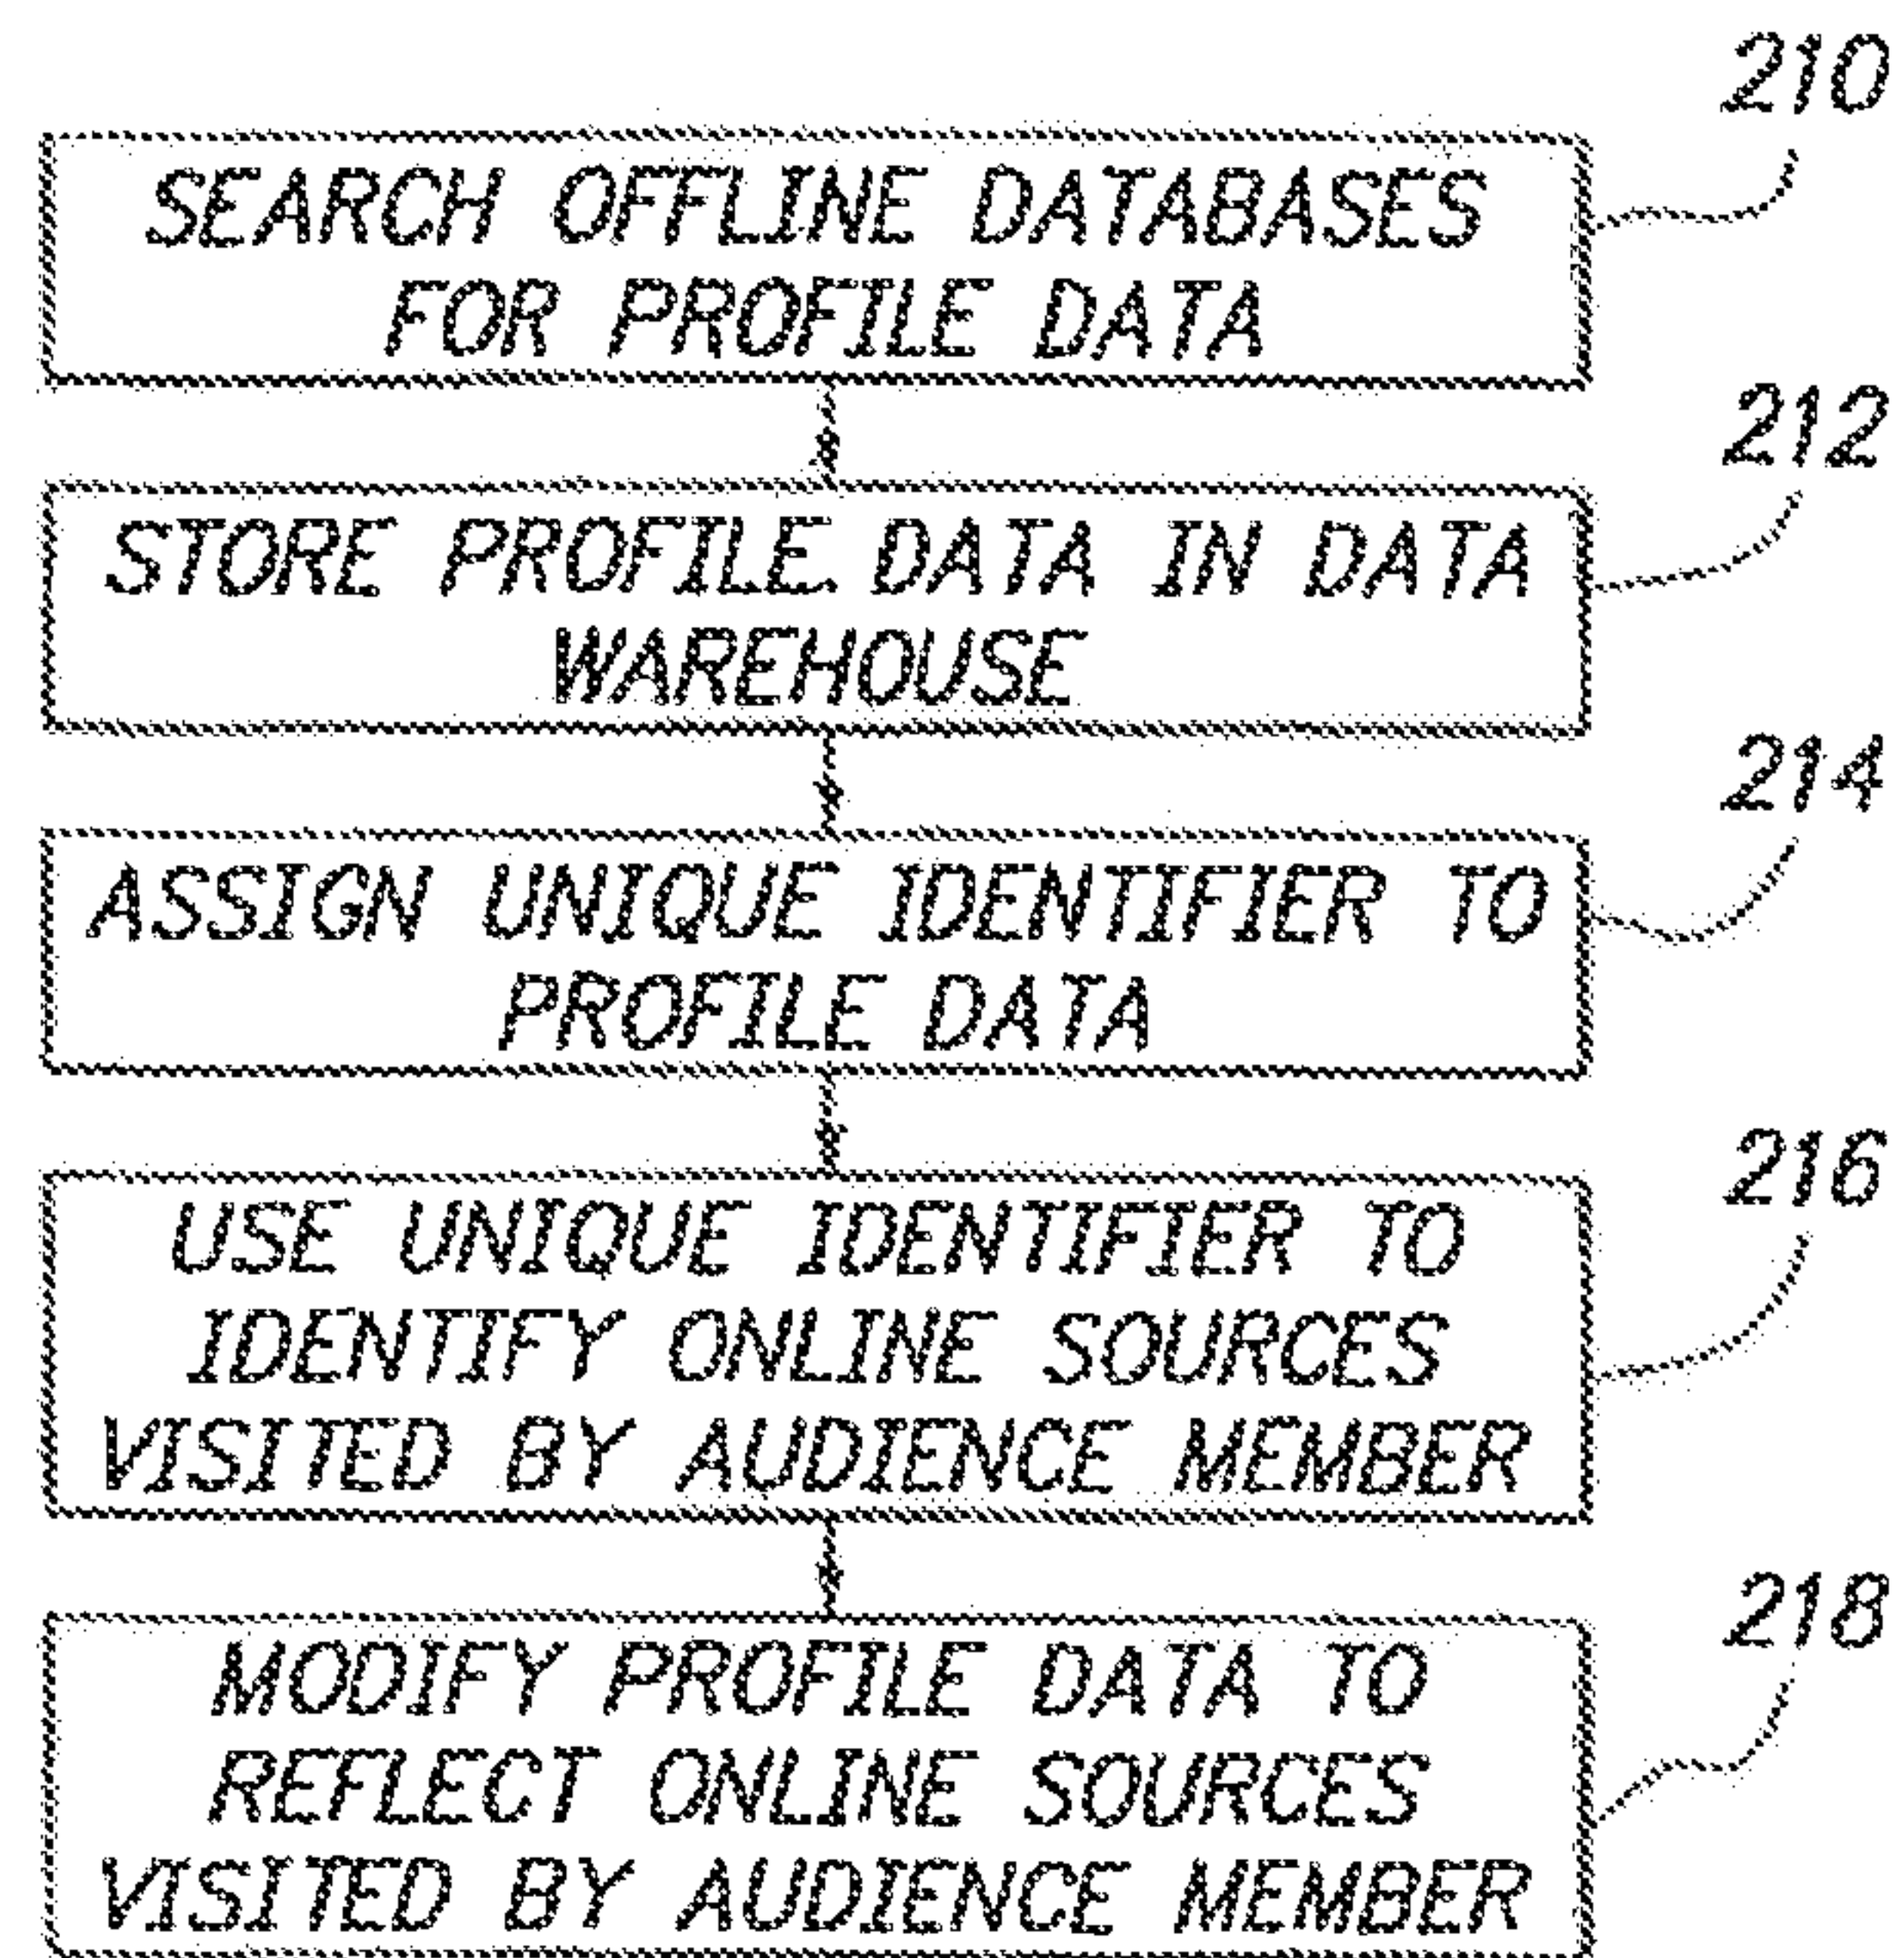 210
SEARCH OFFLINE DATABASES
FOR PROFILE DATA
212
STORE PROFILE DATA IN DATA
WAREHOUSE
214
ASSIGN UNIQUE IDENTIFIER TO
PROFILE DATA
216
USE UNIQUE IDENTIFIER TO
IDENTIFY ONLINE SOURCES
VISITED BY AUDIENCE MEMBER
218
MODIFY PROFILE DATA TO
REFLECT ONLINE SOURCES
VISITED BY AUDIENCE MEMBER